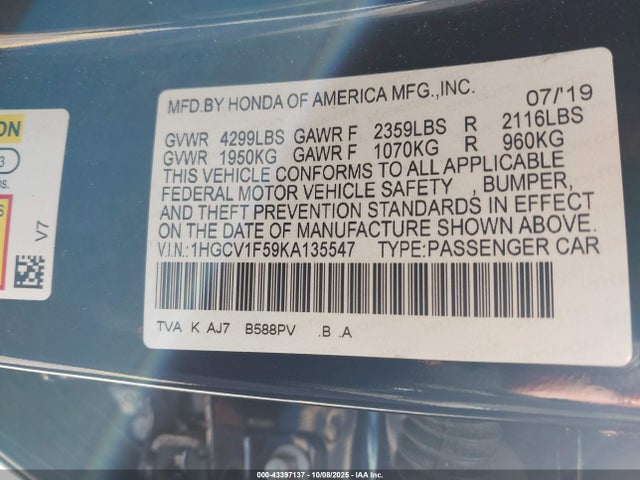 MFD.BY HONDA OF AMERICA MFG.,INC. 07/'19
GVWR 4299LBS GAWR F 2359LBS R 2116LBS
GVWR 1950KG GAWR F 1070KG R 960KG
THIS VEHICLE CONFORMS TO ALL APPLICABLE
FEDERAL MOTOR VEHICLE SAFETY , BUMPER,
AND THEFT PREVENTION STANDARDS IN EFFECT
ON THE DATE OF MANUFACTURE SHOWN ABOVE.
V.I.N.:1HGCV1F59KA135547 TYPE:PASSENGER CAR
TVA K AJ7 B588PV .B .A
ON
3
os.
S
V7
000-43397137 - 10/08/2025 - IAA Inc.